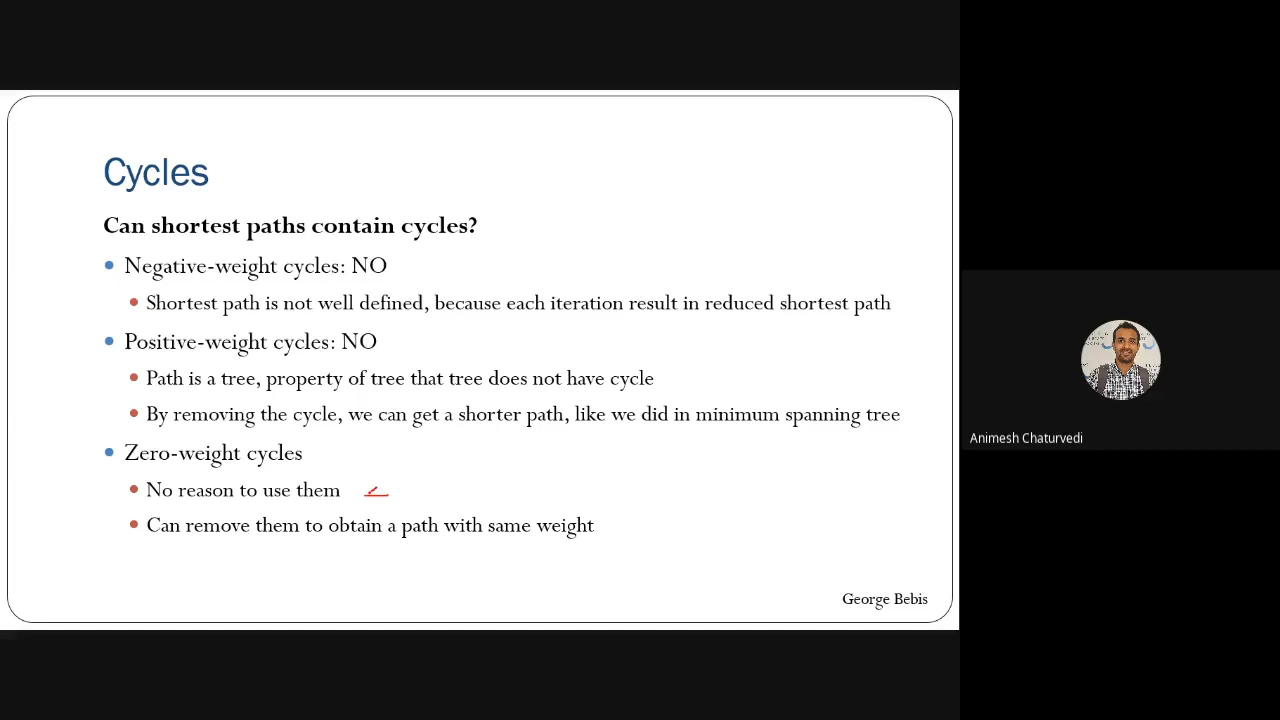 Cycles
Can shortest paths contain cycles?
Negative-weight cycles: NO
Shortest path is not well defined, because each iteration result in reduced shortest path
Positive-weight cycles: NO
Path is a tree, property of tree that tree does not have cycle
By removing the cycle, we can get a shorter path, like we did in minimum spanning tree
Zero-weight cycles
No reason to use them
Can remove them to obtain a path with same weight
George Bebis
Animesh Chaturvedi